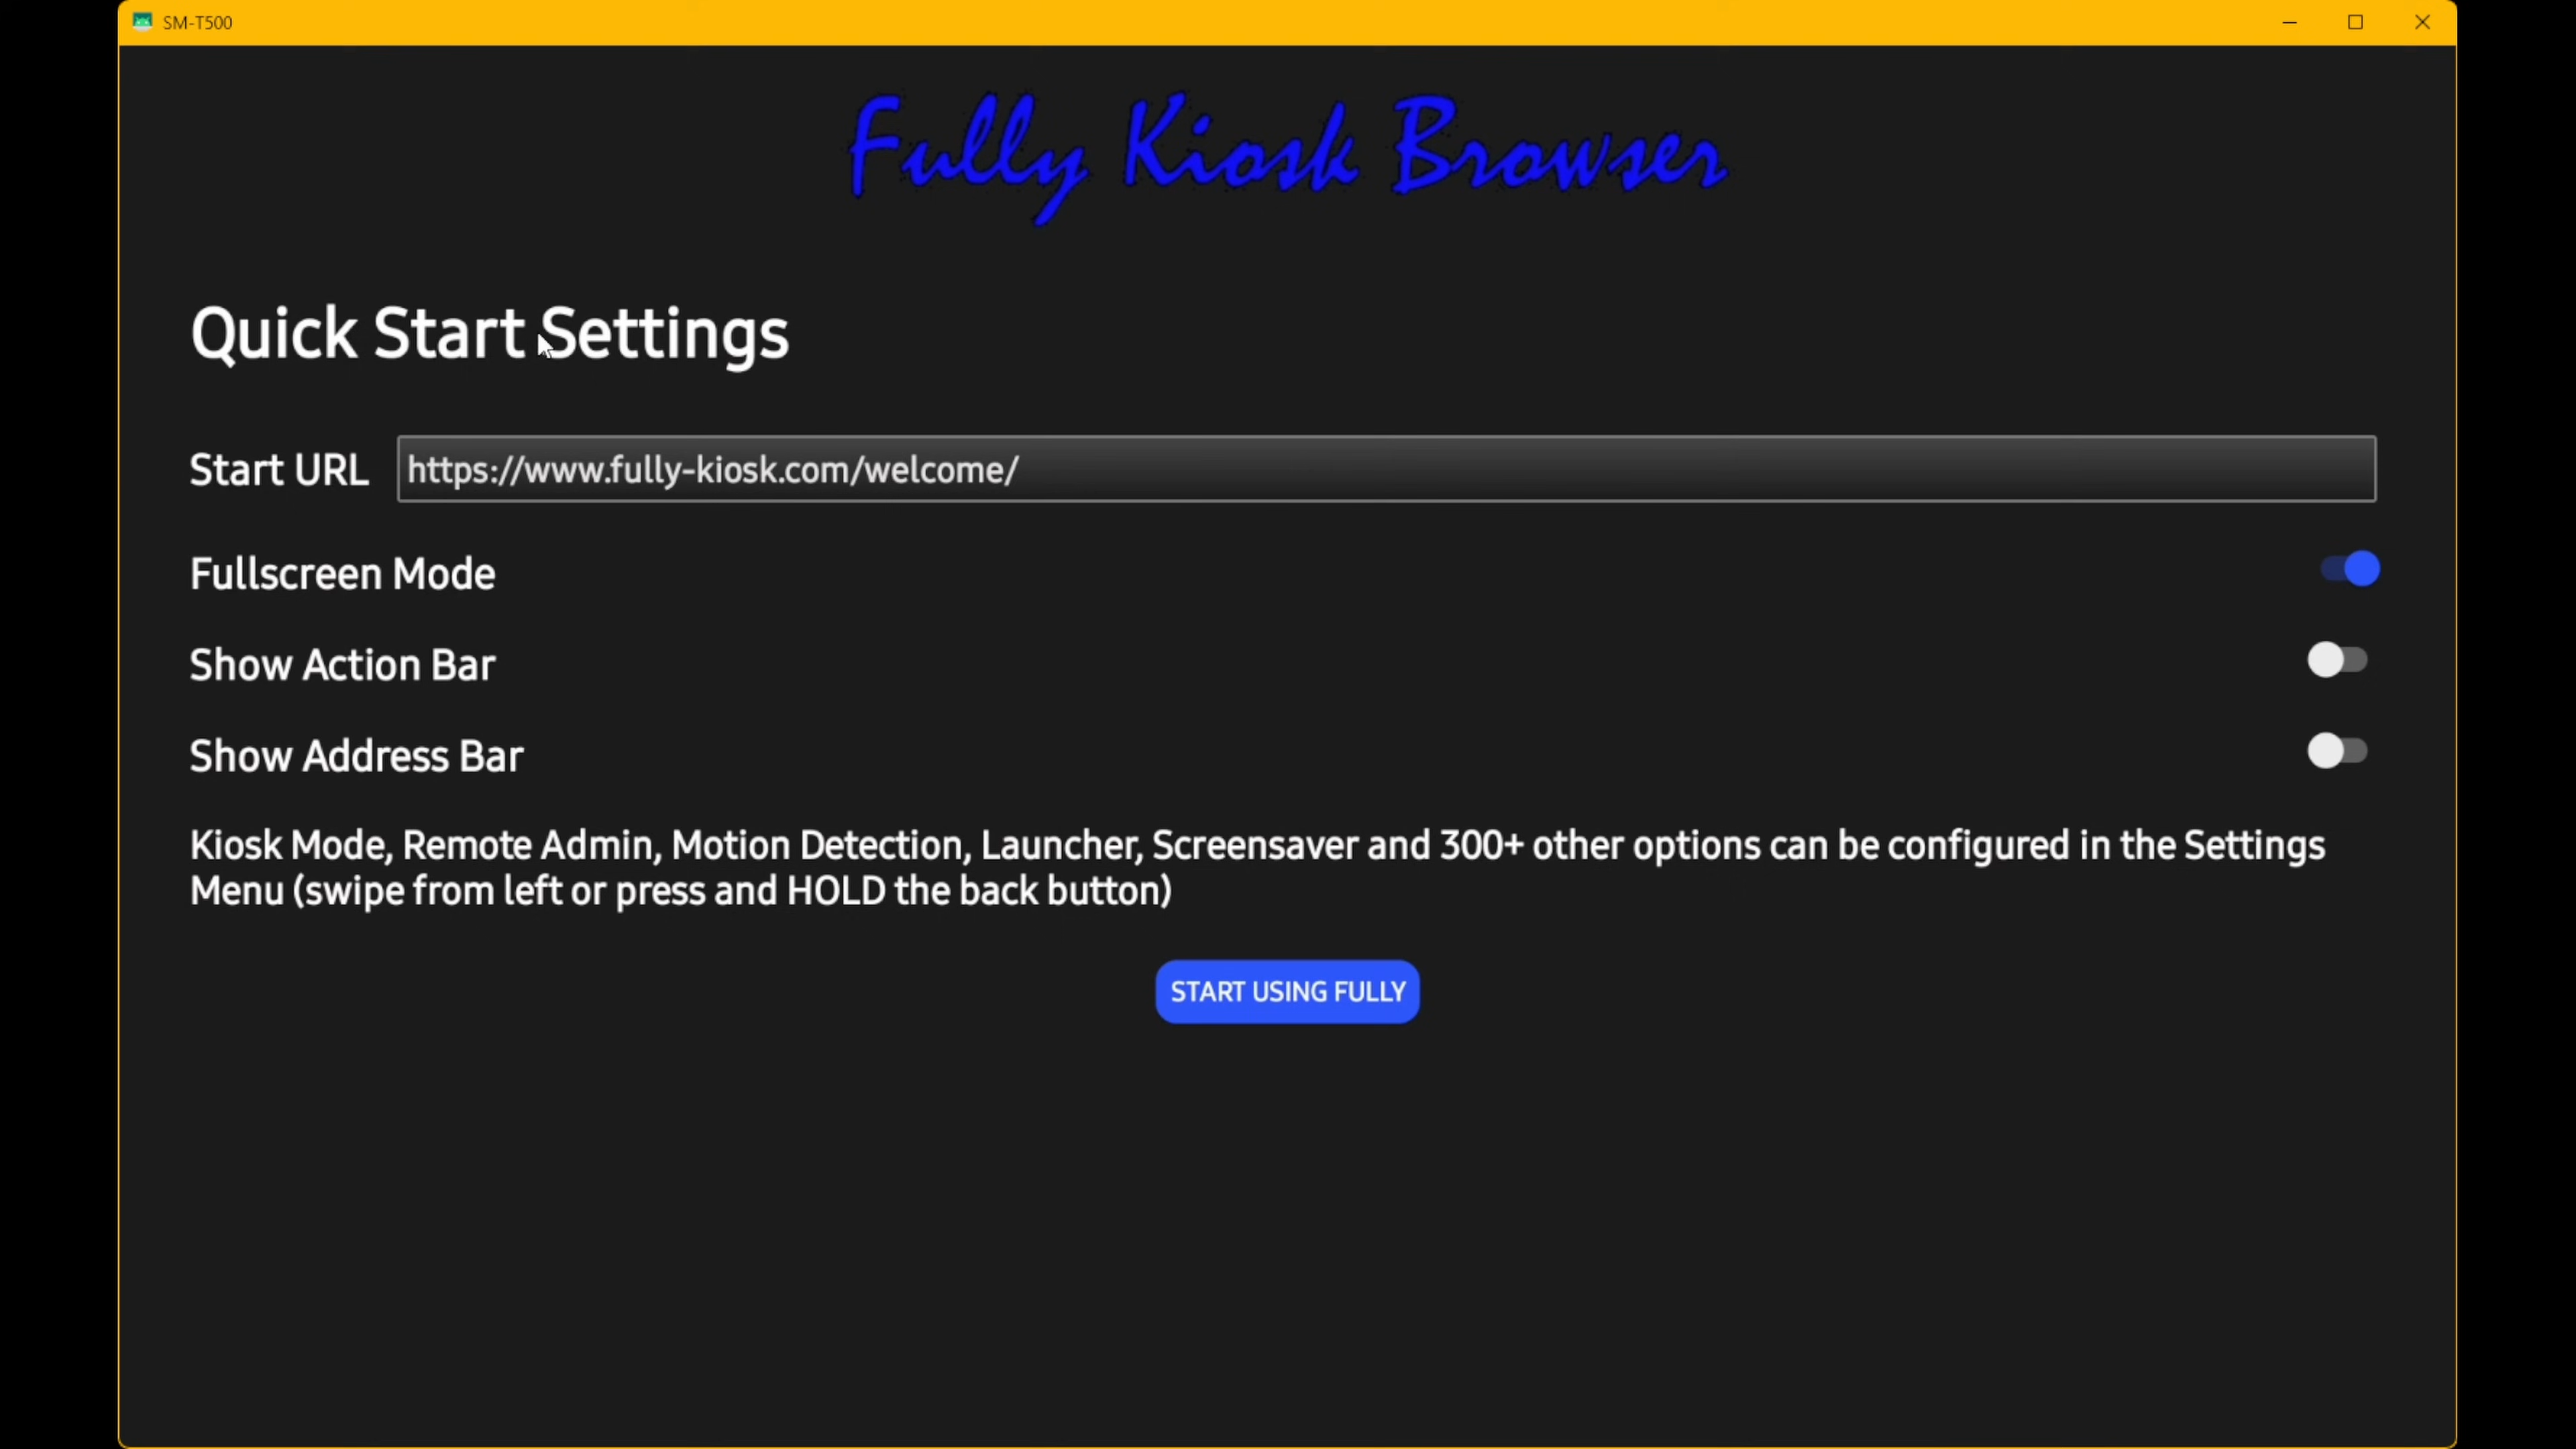 SM-T500
Fully Kiosk Browser
Quick Start Settings
Start URL https://www.fully-kiosk.com/welcome/
Fullscreen Mode
Show Action Bar
Show Address Bar
Kiosk Mode, Remote Admin, Motion Detection, Launcher, Screensaver and 300+ other options can be configured in the Settings
Menu (swipe from left or press and HOLD the back button)
START USING FULLY